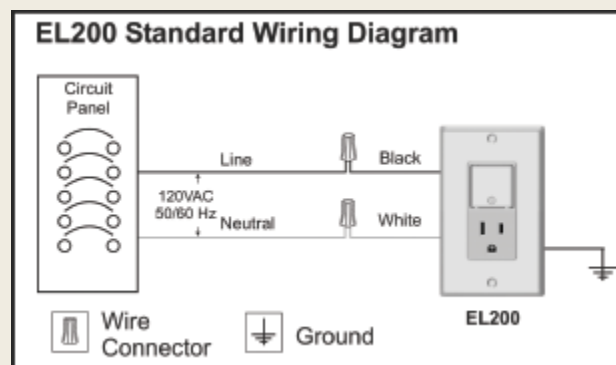 EL200 Standard Wiring Diagram
Circuit
Panel
Line
Black
120VAC
50/60 Hz
Neutral
White
EL200
Wire
Connector
Ground